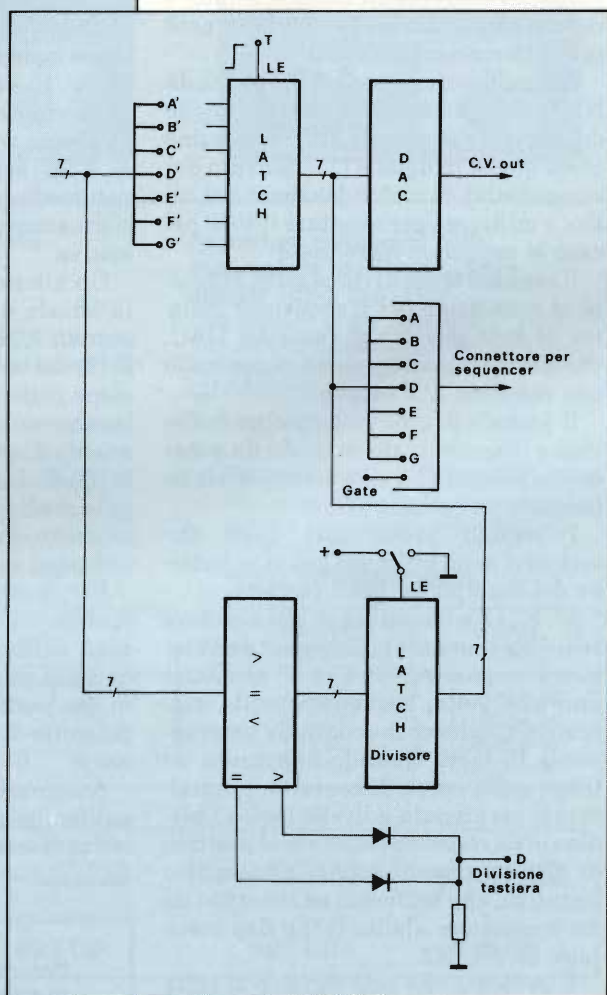 T
LE
A'
B'
C'
D'
E'
F'
G'
7
L
A
T
C
H
7
D
A
C
C.V. out
A
B
C
D
E
F
G
Gate
Connettore per
sequencer
+
LE
>
=
<
= >
7
7
L
A
T
C
H
Divisore
7
D
Divisione
tastiera